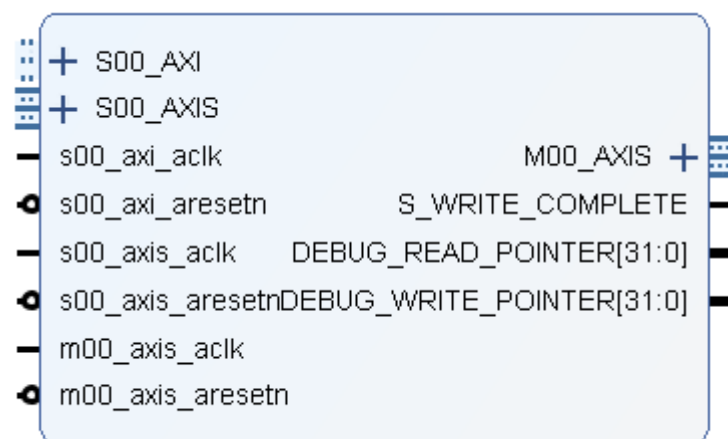 S00_AXI
S00_AXIS
s00_axi_aclk M00_AXIS
s00_axi_aresetn S_WRITE_COMPLETE
s00_axis_aclk DEBUG_READ_POINTER[31:0]
s00_axis_aresetn DEBUG_WRITE_POINTER[31:0]
m00_axis_aclk
m00_axis_aresetn